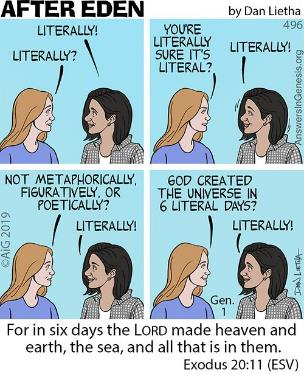 AFTER EDEN
by Dan Lietha
496
LITERALLY!
LITERALLY?
YOU'RE
LITERALLY
SURE IT'S
LITERAL?
LITERALLY!
AnswersInGenesis.org
NOT METAPHORICALLY,
FIGURATIVELY, OR
POETICALLY?
LITERALLY!
©AiG 2019
GOD CREATED
THE UNIVERSE IN
6 LITERAL DAYS?
LITERALLY!
Gen.
1
DAN LIETHA
For in six days the LORD made heaven and
earth, the sea, and all that is in them.
Exodus 20:11 (ESV)